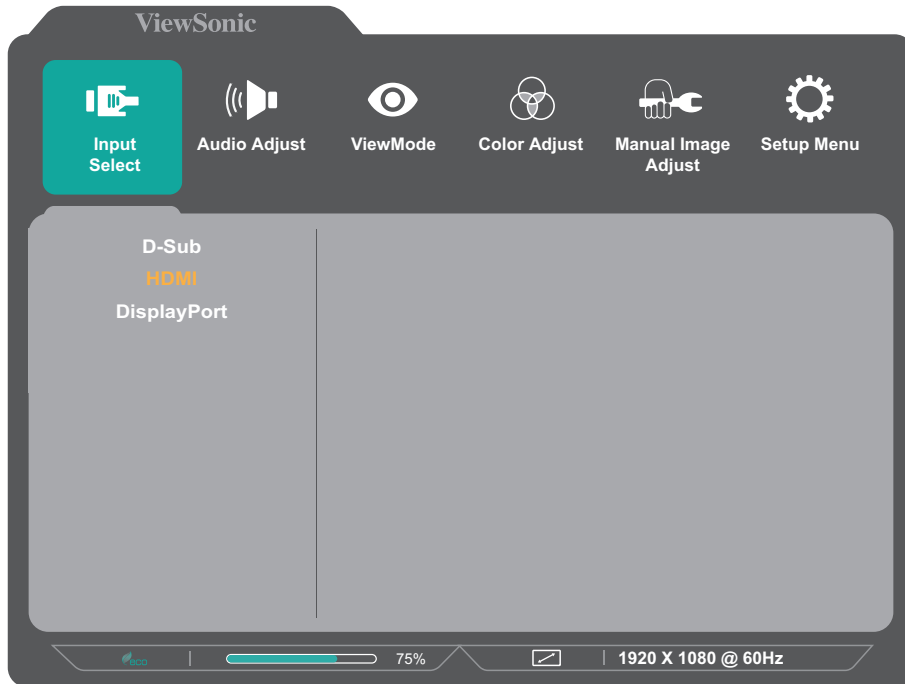 ViewSonic
Input
Select
Audio Adjust
ViewMode
Color Adjust
Manual Image
Adjust
Setup Menu
D-Sub
HDMI
DisplayPort
eco
75%
1920 X 1080 @ 60Hz